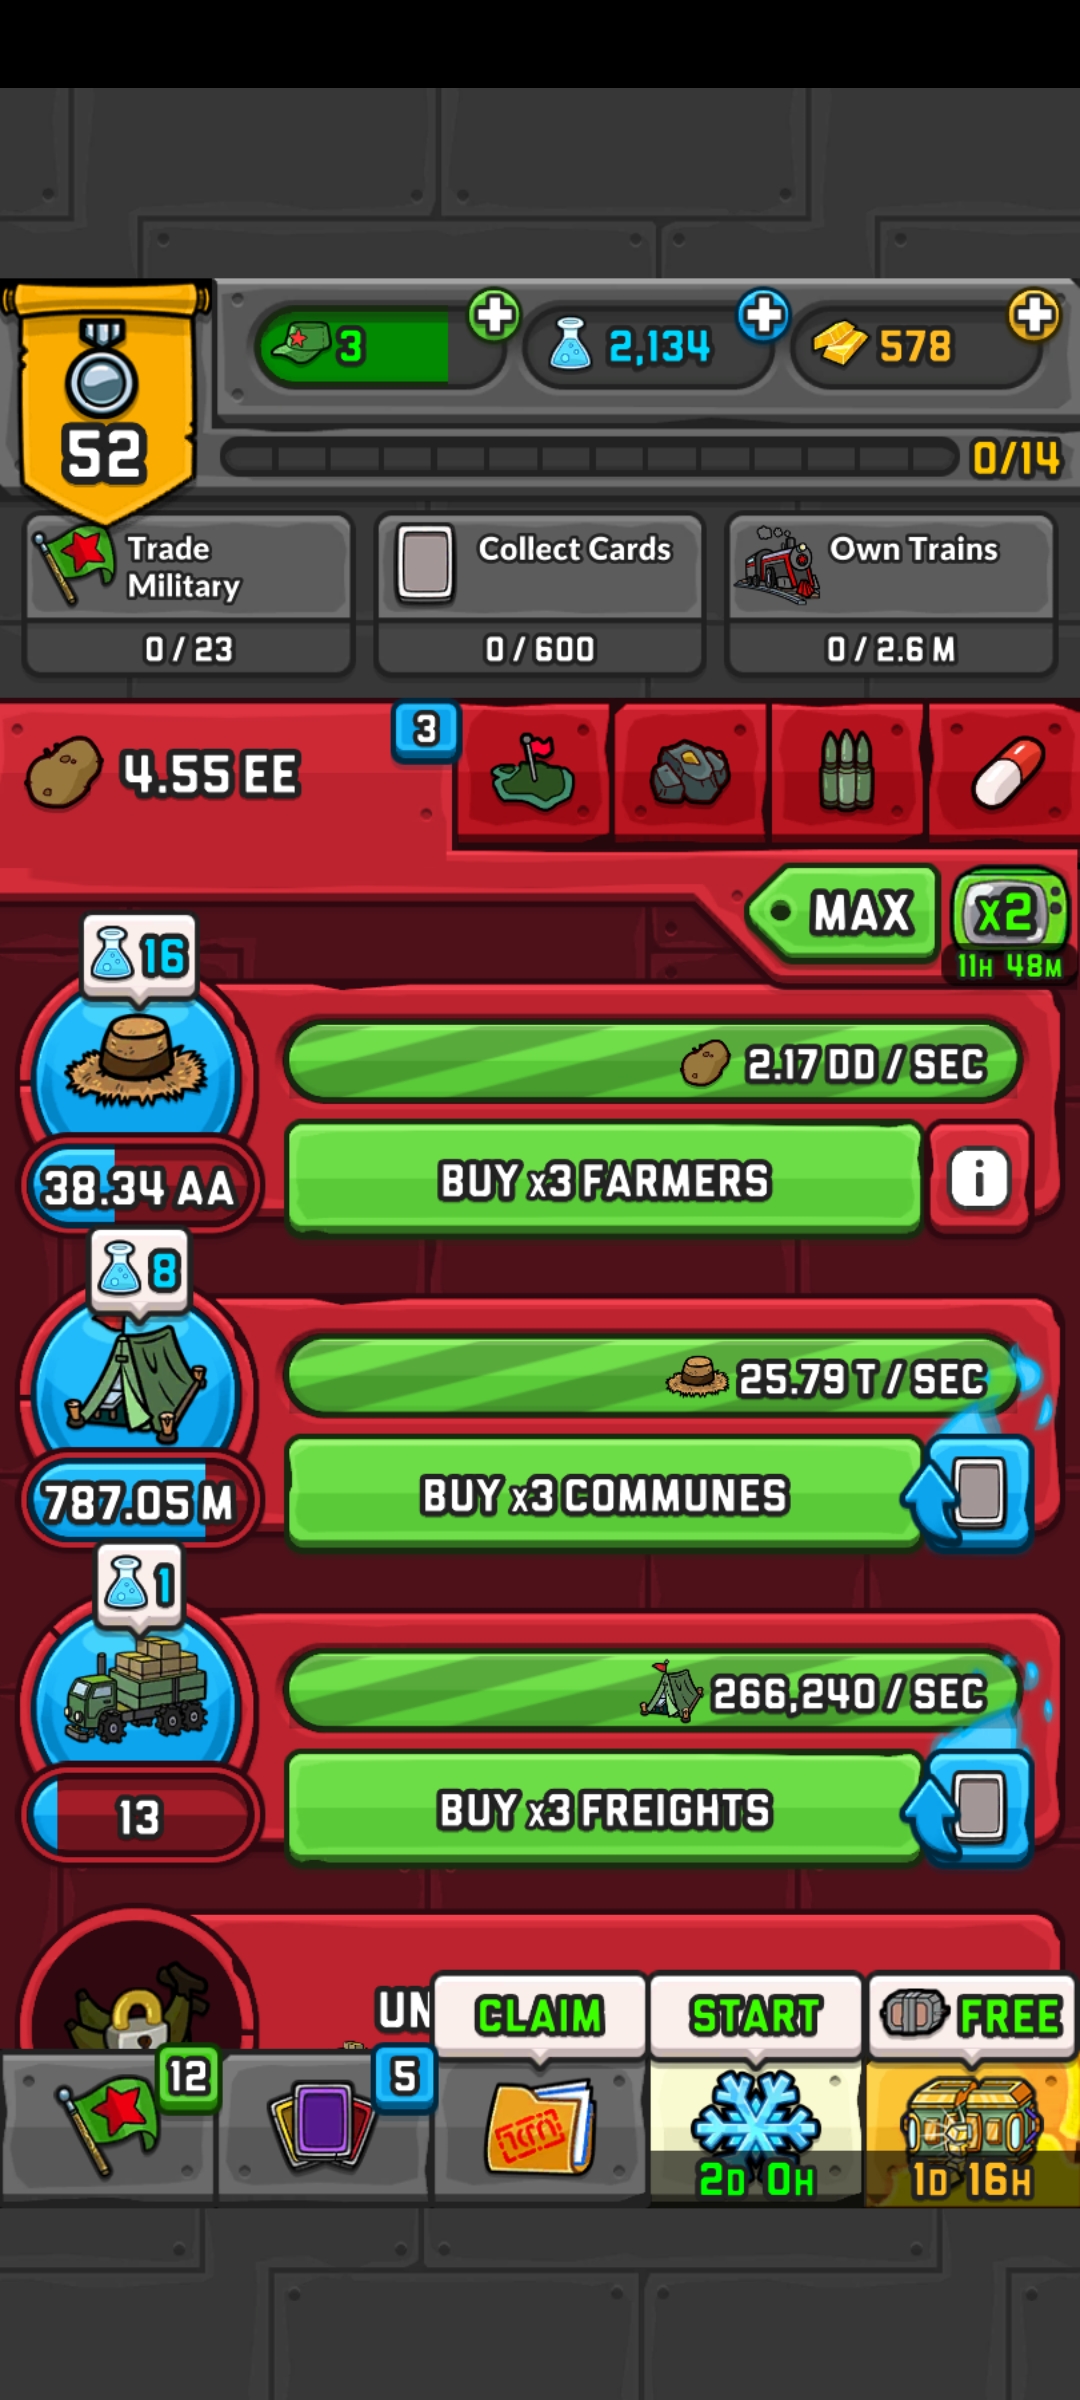 52
3
2,134
578
0/14
Trade
Military
0 / 23
Collect Cards
0 / 600
Own Trains
0 / 2.6 M
4.55 EE
3
MAX
x2
11H 48M
16
2.17 DD / SEC
38.34 AA
BUY x3 FARMERS
i
8
25.79 T / SEC
787.05 M
BUY x3 COMMUNES
1
266,240 / SEC
13
BUY x3 FREIGHTS
UN
CLAIM
START
FREE
12
5
2D 0H
1D 16H